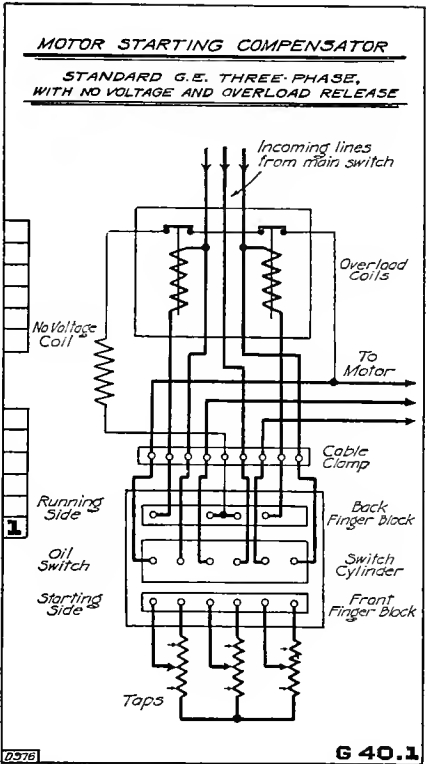 MOTOR STARTING COMPENSATOR
STANDARD G.E. THREE-PHASE,
WITH NO VOLTAGE AND OVERLOAD RELEASE
Incoming lines
from main switch
Overload
Coils
No Voltage
Coil
To
Motor
Cable
Clamp
Running
Side
Back
Finger Block
1
Oil
Switch
Switch
Cylinder
Starting
Side
Front
Finger Block
Taps
D576
G 40.1